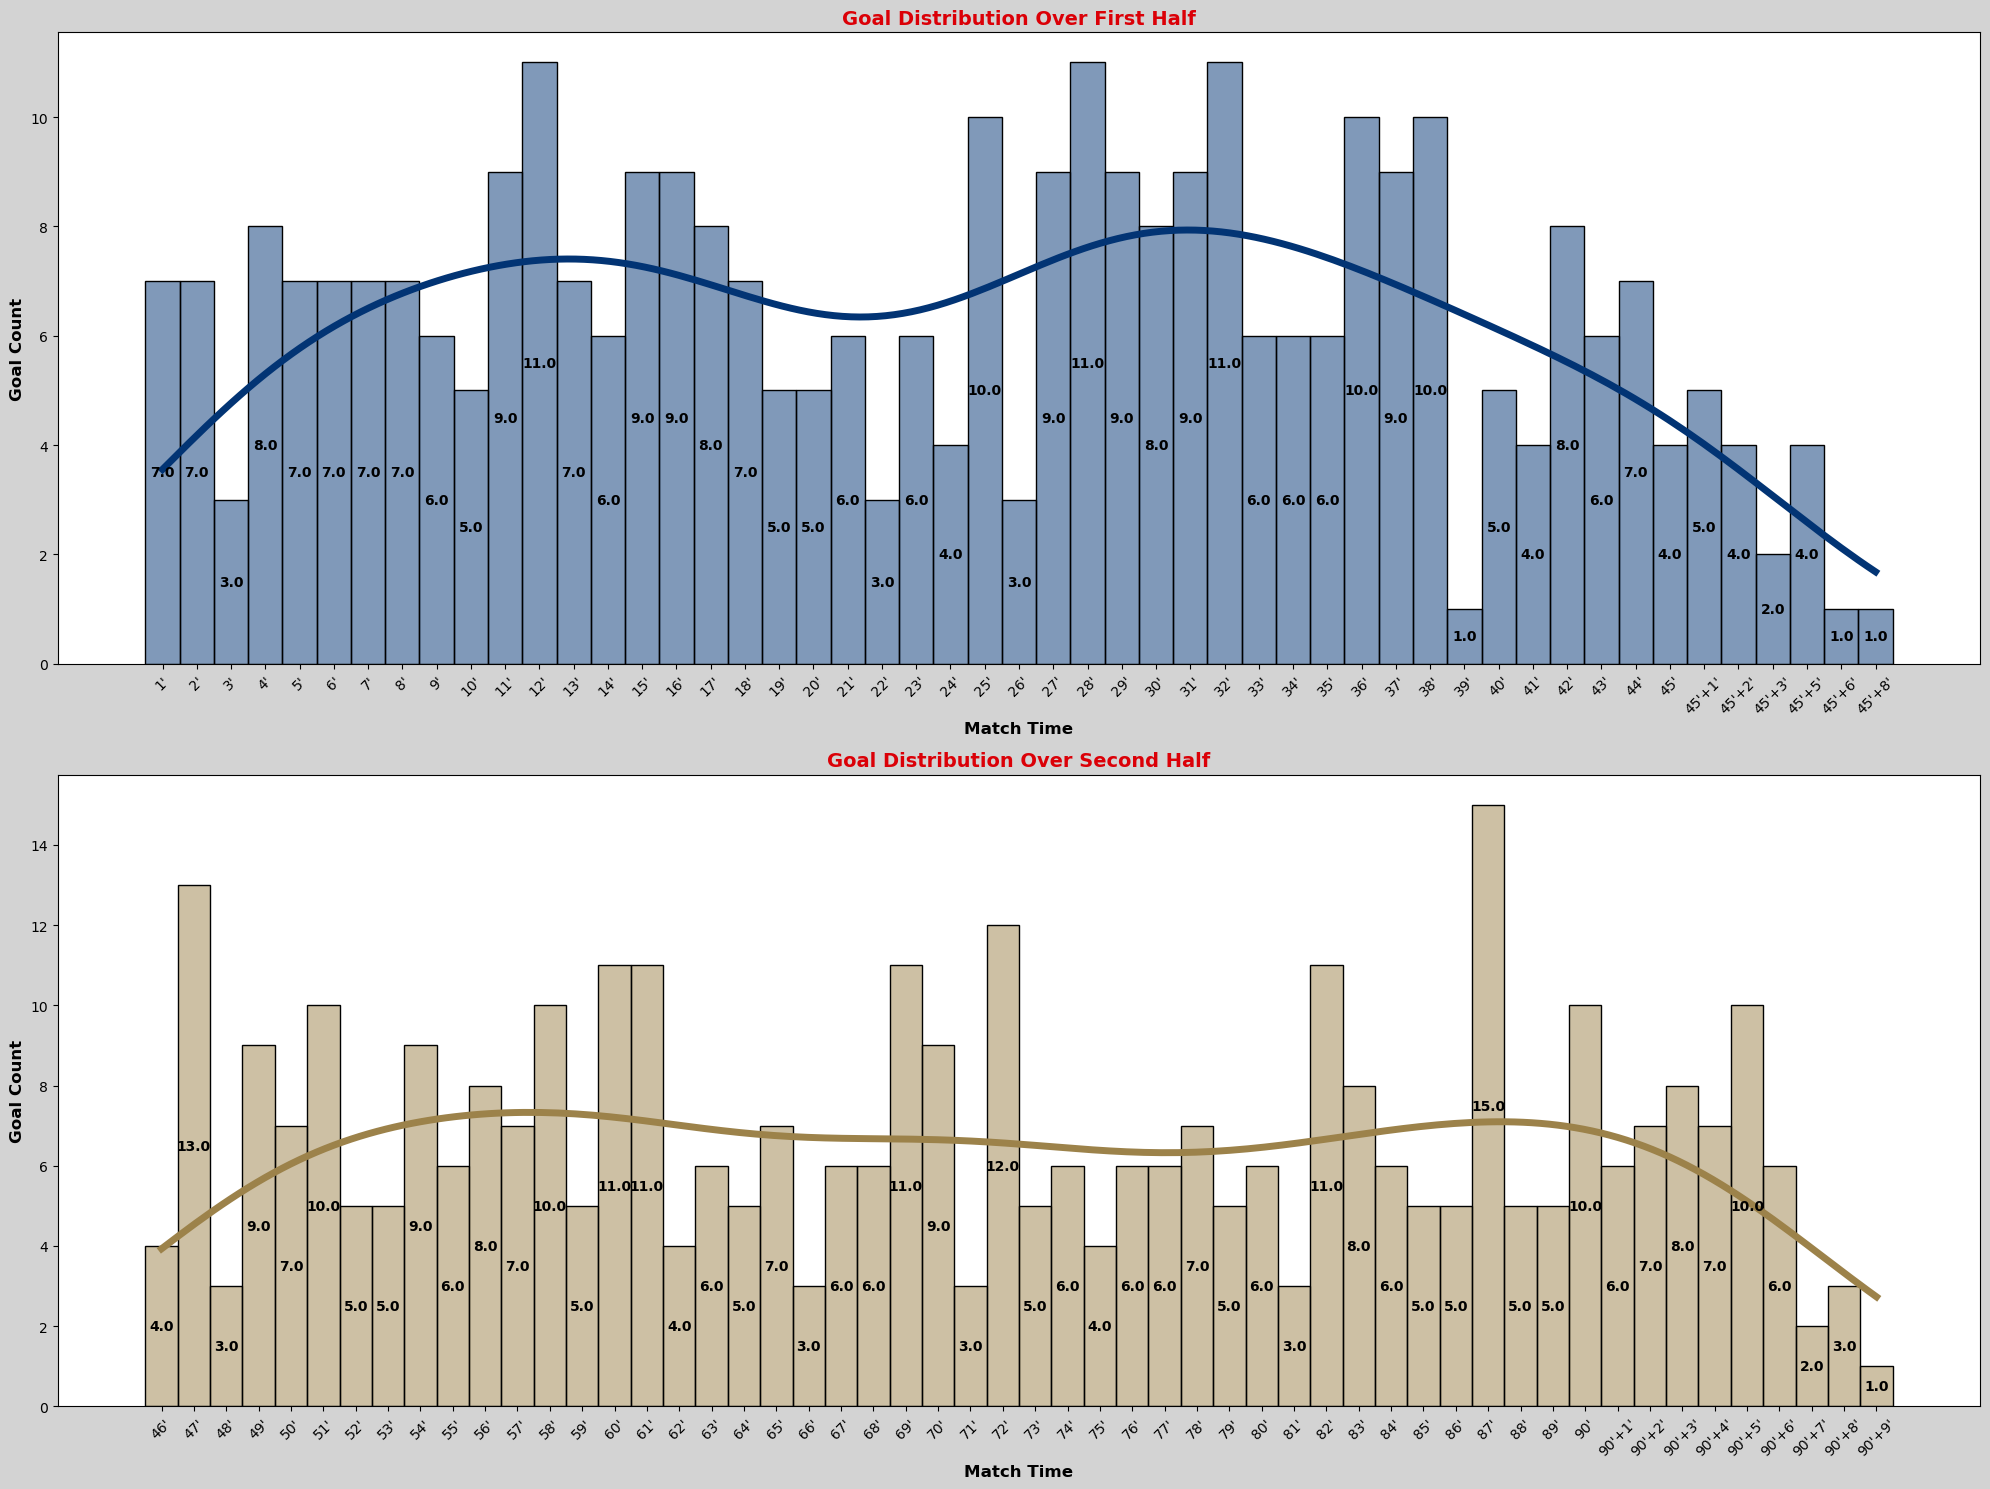 Goal Distribution Over First Half
Goal Count
10
8
6
4
2
0
7.0 7.0 3.0 8.0 7.0 7.0 7.0 7.0 6.0 5.0 9.0 11.0 7.0 6.0 9.0 9.0 8.0 7.0 5.0 5.0 6.0 3.0 6.0 4.0 10.0 3.0 9.0 11.0 9.0 8.0 9.0 11.0 6.0 6.0 6.0 10.0 9.0 10.0 1.0 5.0 4.0 8.0 6.0 7.0 4.0 5.0 4.0 2.0 4.0 1.0 1.0
1' 2' 3' 4' 5' 6' 7' 8' 9' 10' 11' 12' 13' 14' 15' 16' 17' 18' 19' 20' 21' 22' 23' 24' 25' 26' 27' 28' 29' 30' 31' 32' 33' 34' 35' 36' 37' 38' 39' 40' 41' 42' 43' 44' 45' 45'+1' 45'+2' 45'+3' 45'+5' 45'+6' 45'+8'
Match Time
Goal Distribution Over Second Half
Goal Count
14
12
10
8
6
4
2
0
4.0 13.0 3.0 9.0 7.0 10.0 5.0 5.0 9.0 6.0 8.0 7.0 10.0 5.0 11.0 11.0 4.0 6.0 5.0 7.0 3.0 6.0 6.0 11.0 9.0 3.0 12.0 5.0 6.0 4.0 6.0 6.0 7.0 5.0 6.0 3.0 11.0 8.0 6.0 5.0 5.0 15.0 5.0 5.0 10.0 6.0 7.0 8.0 7.0 10.0 6.0 2.0 3.0 1.0
46' 47' 48' 49' 50' 51' 52' 53' 54' 55' 56' 57' 58' 59' 60' 61' 62' 63' 64' 65' 66' 67' 68' 69' 70' 71' 72' 73' 74' 75' 76' 77' 78' 79' 80' 81' 82' 83' 84' 85' 86' 87' 88' 89' 90' 90'+1' 90'+2' 90'+3' 90'+4' 90'+5' 90'+6' 90'+7' 90'+8' 90'+9'
Match Time